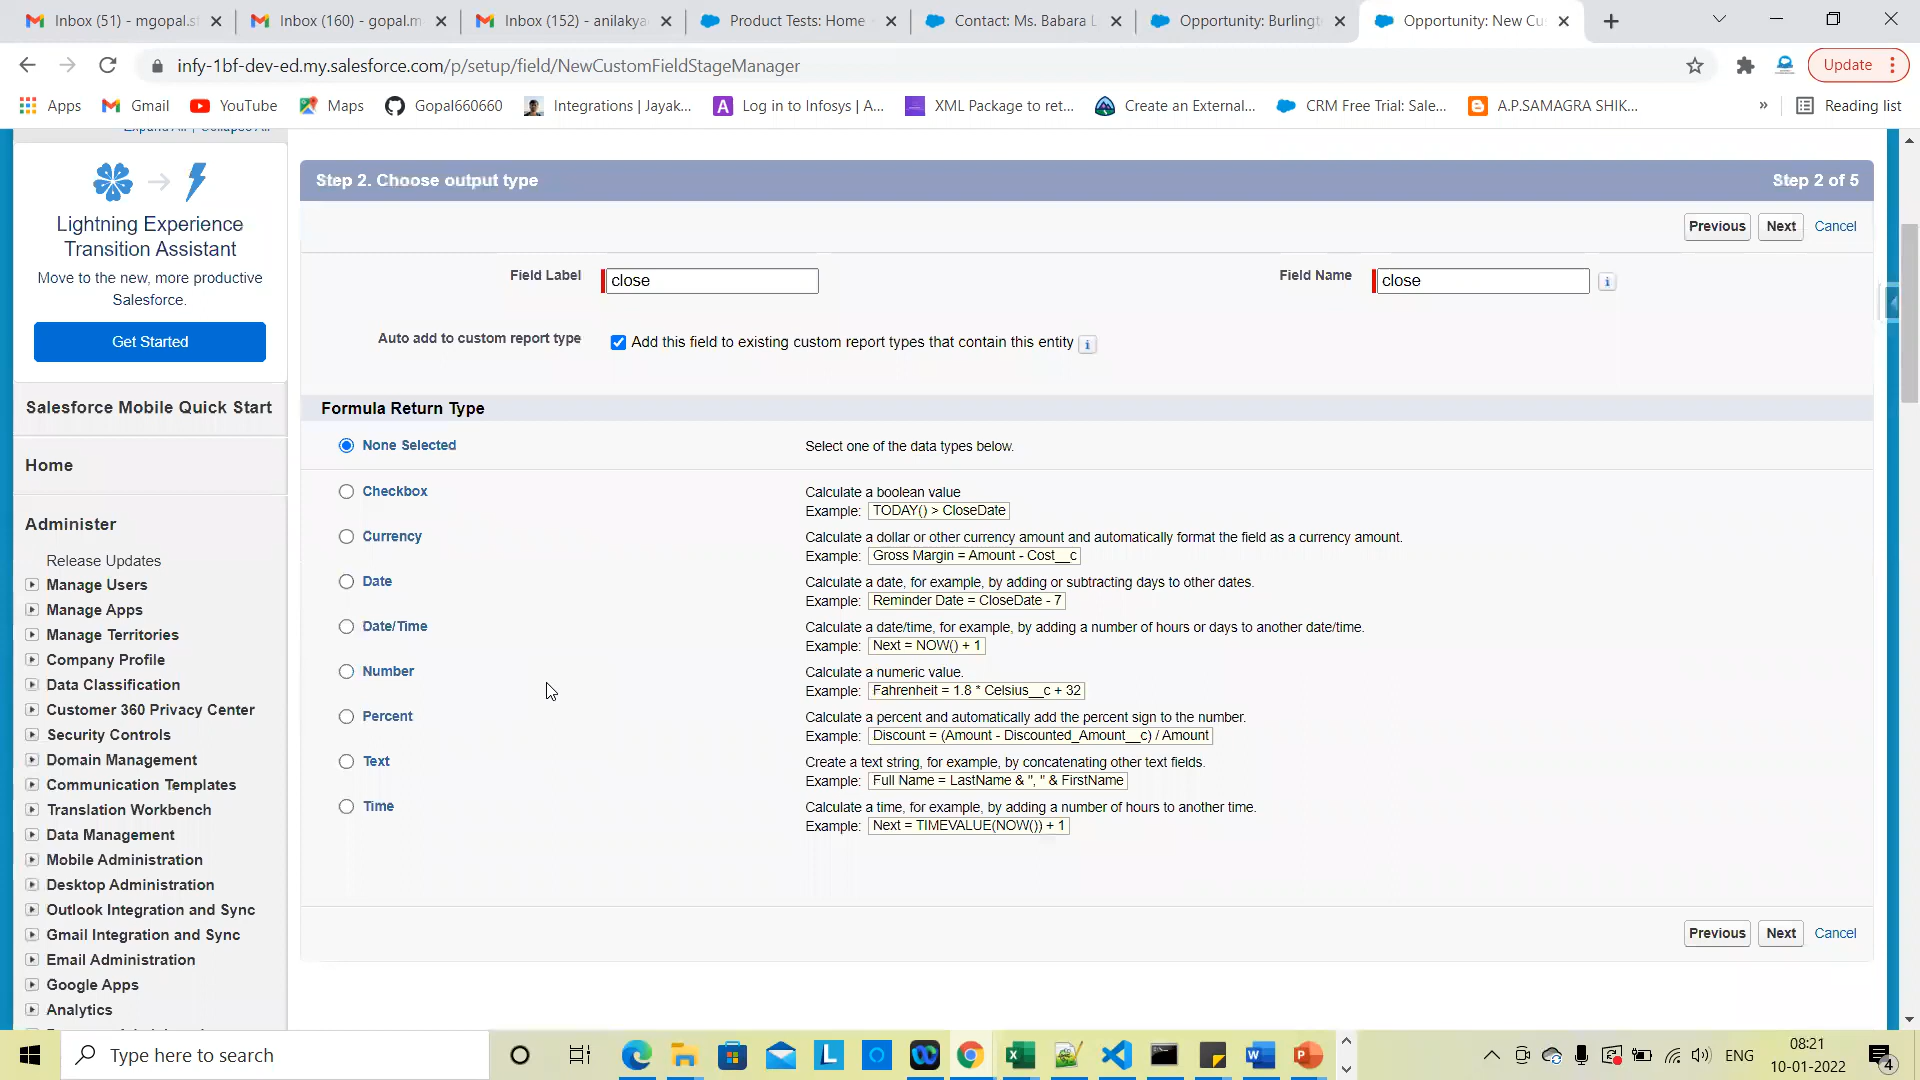 Inbox (51) - mgopal.s
Inbox (160) - gopal.m
Inbox (152) - anilakya
Product Tests: Home
Contact: Ms. Babara L
Opportunity: Burlingt
Opportunity: New Cu
infy-1bf-dev-ed.my.salesforce.com/p/setup/field/NewCustomFieldStageManager
Update
Apps
Gmail
YouTube
Maps
Gopal660660
Integrations | Jayak...
Log in to Infosys | A...
XML Package to ret...
Create an External...
CRM Free Trial: Sale...
A.P.SAMAGRA SHIK...
»
Reading list
Expand All | Collapse All
Lightning Experience
Transition Assistant
Move to the new, more productive
Salesforce.
Get Started
Salesforce Mobile Quick Start
Home
Administer
Release Updates
Manage Users
Manage Apps
Manage Territories
Company Profile
Data Classification
Customer 360 Privacy Center
Security Controls
Domain Management
Communication Templates
Translation Workbench
Data Management
Mobile Administration
Desktop Administration
Outlook Integration and Sync
Gmail Integration and Sync
Email Administration
Google Apps
Analytics
Step 2. Choose output type
Step 2 of 5
Previous
Next
Cancel
Field Label
close
Field Name
close
Auto add to custom report type
Add this field to existing custom report types that contain this entity
Formula Return Type
None Selected
Select one of the data types below.
Checkbox
Calculate a boolean value
Example: TODAY() > CloseDate
Currency
Calculate a dollar or other currency amount and automatically format the field as a currency amount.
Example: Gross Margin = Amount - Cost__c
Date
Calculate a date, for example, by adding or subtracting days to other dates.
Example: Reminder Date = CloseDate - 7
Date/Time
Calculate a date/time, for example, by adding a number of hours or days to another date/time.
Example: Next = NOW() + 1
Number
Calculate a numeric value.
Example: Fahrenheit = 1.8 * Celsius__c + 32
Percent
Calculate a percent and automatically add the percent sign to the number.
Example: Discount = (Amount - Discounted_Amount__c) / Amount
Text
Create a text string, for example, by concatenating other text fields.
Example: Full Name = LastName & ", " & FirstName
Time
Calculate a time, for example, by adding a number of hours to another time.
Example: Next = TIMEVALUE(NOW()) + 1
Previous
Next
Cancel
Type here to search
ENG
08:21
10-01-2022
4